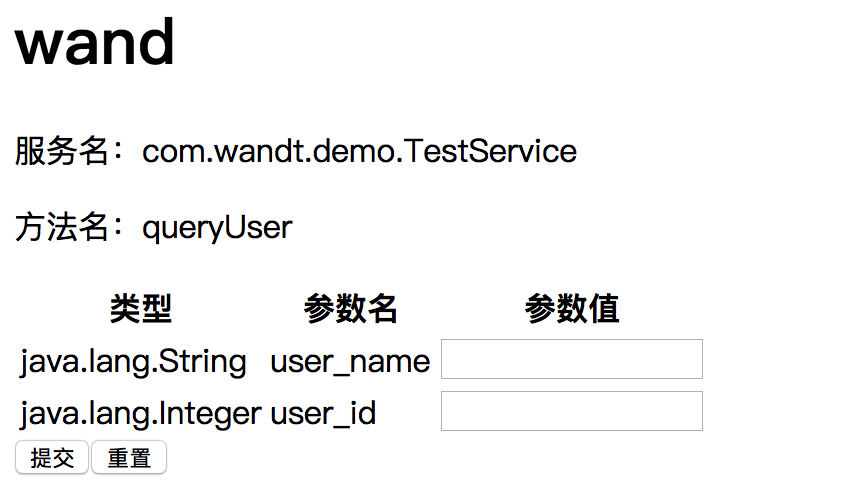 wand
服务名：com.wandt.demo.TestService
方法名：queryUser
类型 参数名 参数值
java.lang.String user_name
java.lang.Integer user_id
提交 重置